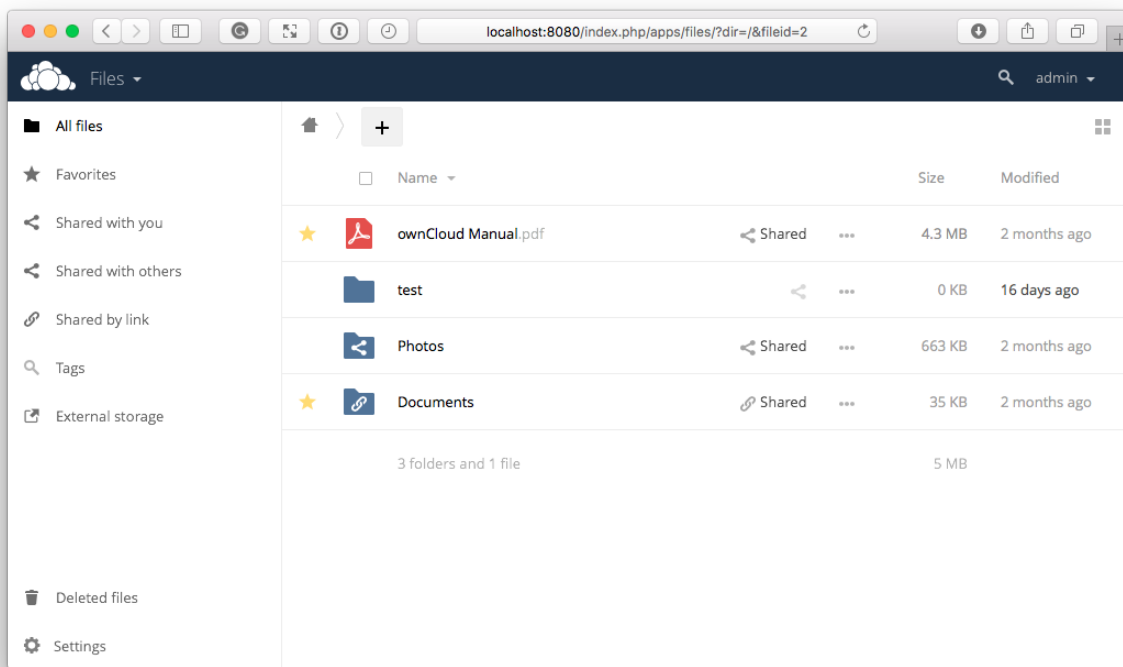 localhost:8080/index.php/apps/files/?dir=/&fileid=2
Files
admin
All files
Favorites
Shared with you
Shared with others
Shared by link
Tags
External storage
Deleted files
Settings
Name Size Modified
ownCloud Manual.pdf Shared 4.3 MB 2 months ago
test 0 KB 16 days ago
Photos Shared 663 KB 2 months ago
Documents Shared 35 KB 2 months ago
3 folders and 1 file 5 MB